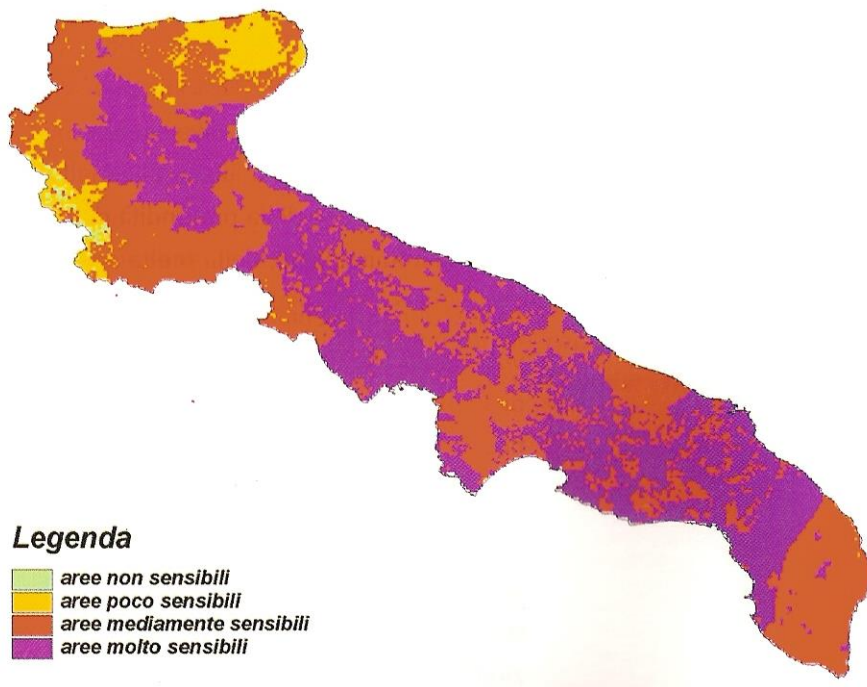 Legenda
aree non sensibili
aree poco sensibili
aree mediamente sensibili
aree molto sensibili